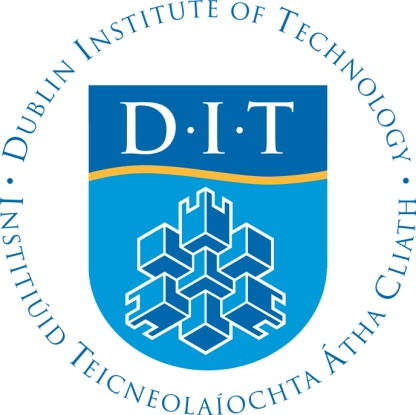 DUBLIN INSTITUTE OF TECHNOLOGY
D·I·T
INSTITIÚID TEICNEOLAÍOCHTA ÁTHA CLIATH